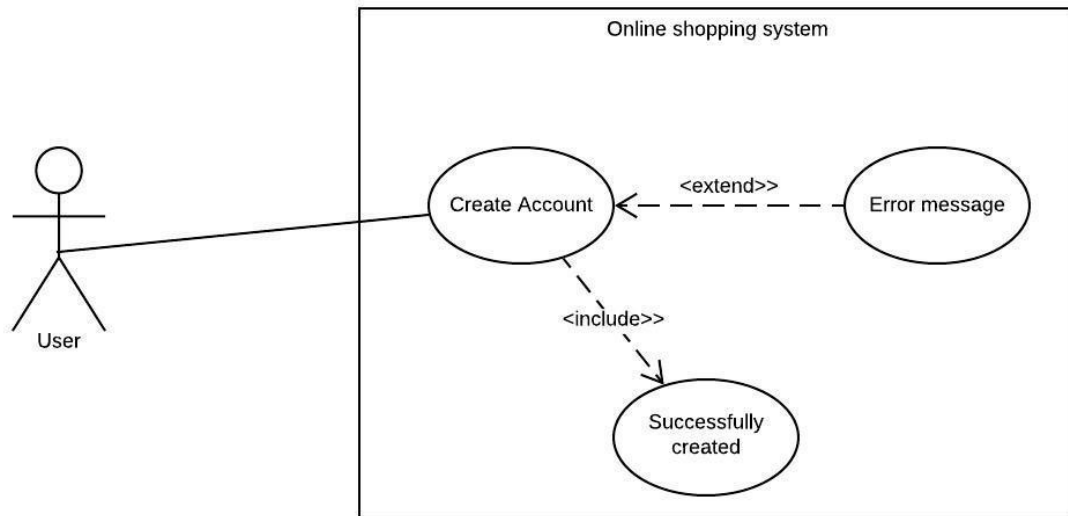 Online shopping system
Create Account
<extend>>
Error message
<include>>
User
Successfully
created